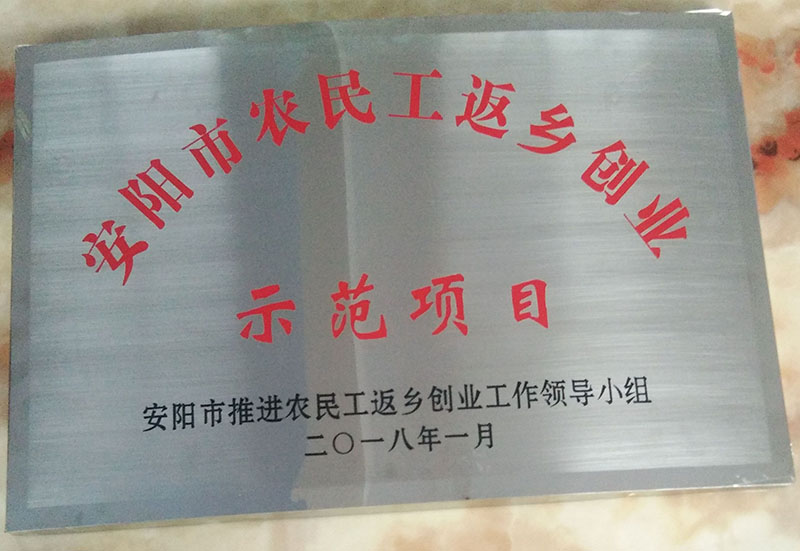 安阳市农民工返乡创业
示范项目
安阳市推进农民工返乡创业工作领导小组
二〇一八年一月